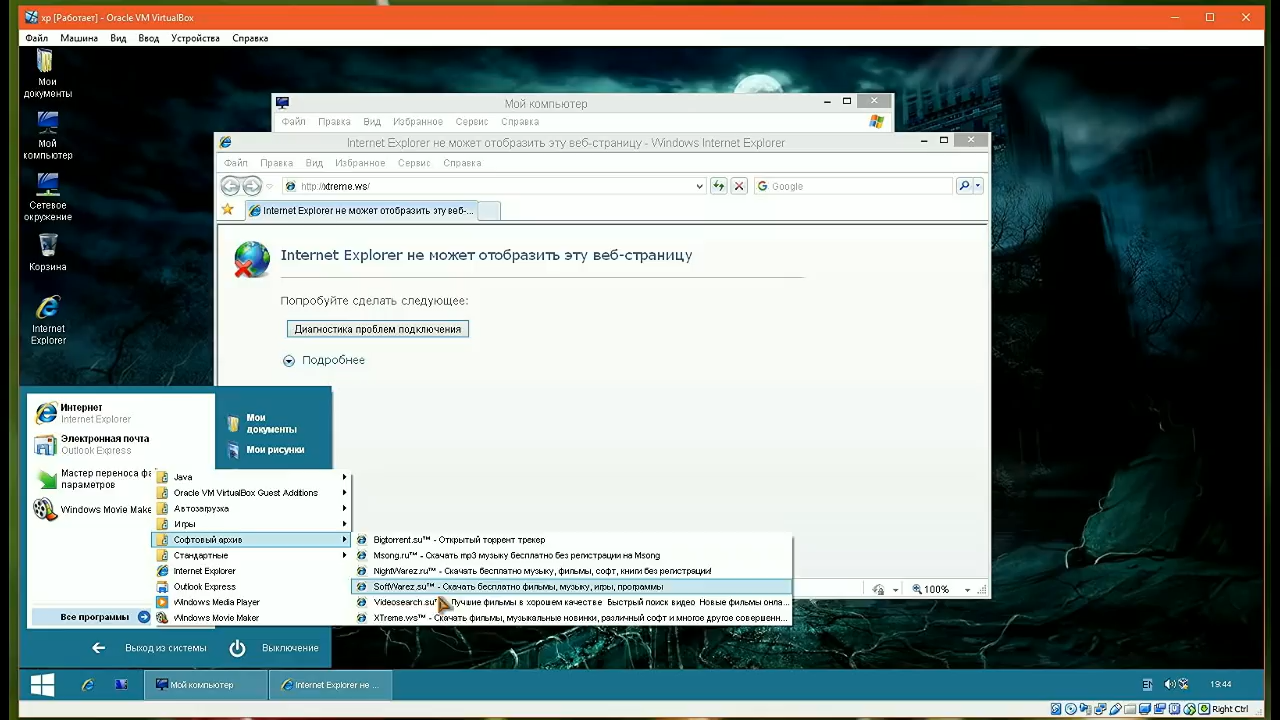 xp [Работает] - Oracle VM VirtualBox
Файл Машина Вид Ввод Устройства Справка
Мои документы
Мой компьютер
Сетевое окружение
Корзина
Internet Explorer
Мой компьютер
Файл Правка Вид Избранное Сервис Справка
Internet Explorer не может отобразить эту веб-страницу - Windows Internet Explorer
Файл Правка Вид Избранное Сервис Справка
http://xtreme.ws/
Google
Internet Explorer не может отобразить эту веб-...
Internet Explorer не может отобразить эту веб-страницу
Попробуйте сделать следующее:
Диагностика проблем подключения
Подробнее
100%
Интернет
Internet Explorer
Электронная почта
Outlook Express
Мастер переноса фа
параметров
Windows Movie Make
Все программы
Мои документы
Мои рисунки
Выход из системы
Выключение
Java
Oracle VM VirtualBox Guest Additions
Автозагрузка
Игры
Софтовый архив
Стандартные
Internet Explorer
Outlook Express
Windows Media Player
Windows Movie Maker
Bigtorrent.su™ - Открытый торрент трекер
Msong.ru™ - Скачать mp3 музыку бесплатно без регистрации на Msong
NightWarez.ru™ - Скачать бесплатно музыку, фильмы, софт, книги без регистрации!
SoftWarez.su™ - Скачать бесплатно фильмы, музыку, игры, программы
Videosearch.su™ Лучшие фильмы в хорошем качестве Быстрый поиск видео Новые фильмы онла...
XTreme.ws™ - Скачать фильмы, музыкальные новинки, различный софт и многое другое совершенн...
Мой компьютер
Internet Explorer не ...
19:44
Right Ctrl